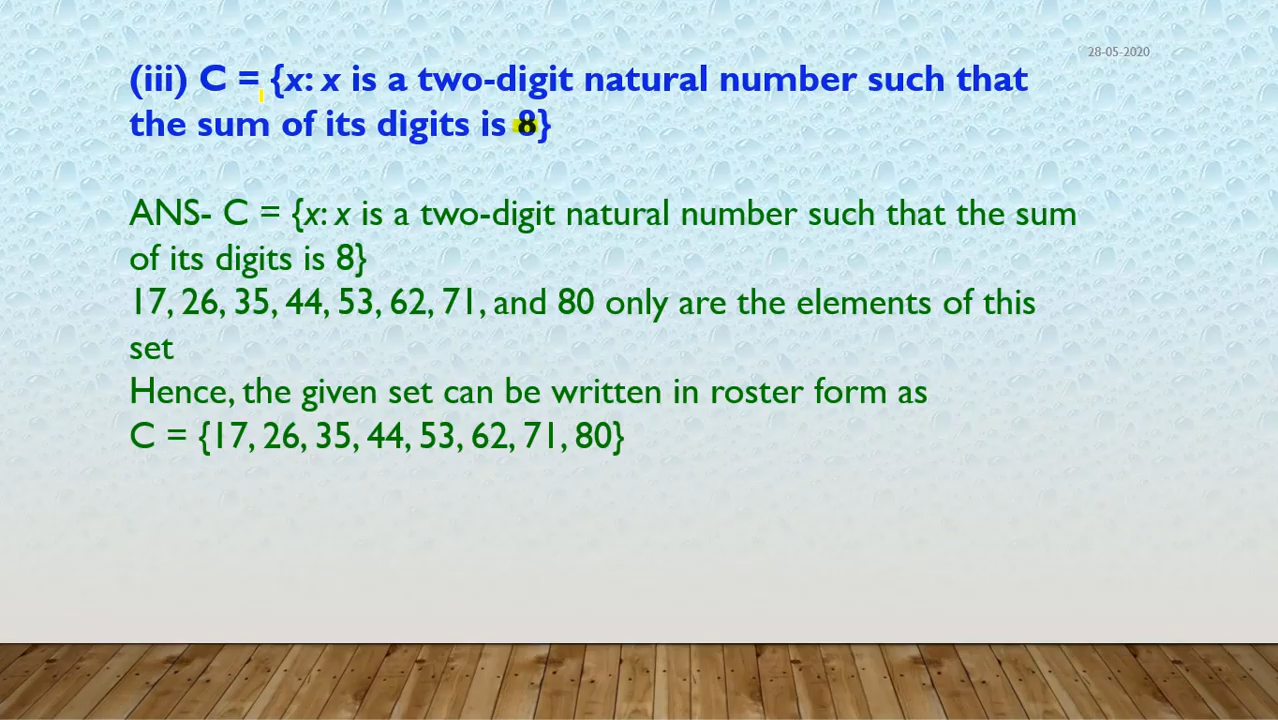 28-05-2020
(iii) C = {x: x is a two-digit natural number such that
the sum of its digits is 8}
ANS- C = {x: x is a two-digit natural number such that the sum
of its digits is 8}
17, 26, 35, 44, 53, 62, 71, and 80 only are the elements of this
set
Hence, the given set can be written in roster form as
C = {17, 26, 35, 44, 53, 62, 71, 80}